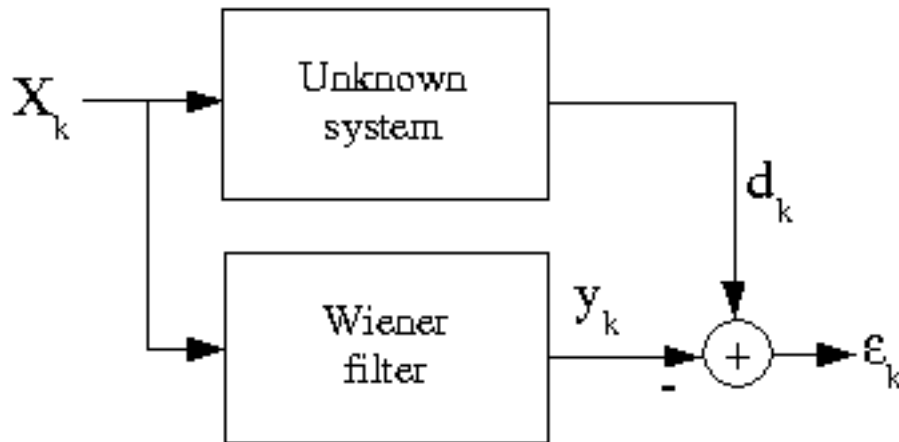 X_k
Unknown
system
d_k
Wiener
filter
y_k
+
-
ε_k